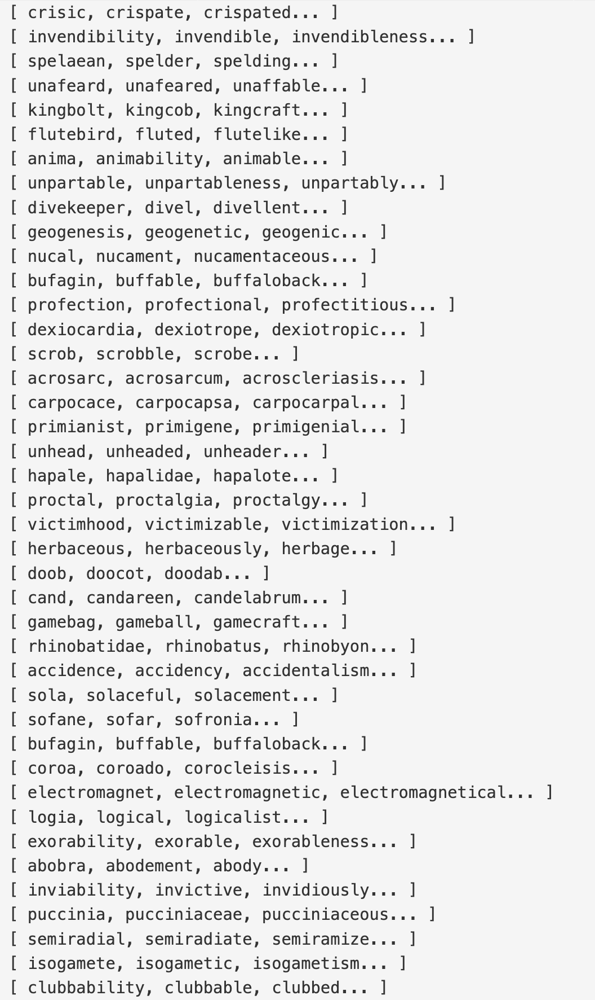 [ crisic, crispate, crispated... ]
[ invendibility, invendible, invendibleness... ]
[ spelaean, spelder, spelding... ]
[ unafeard, unafeared, unaffable... ]
[ kingbolt, kingcob, kingcraft... ]
[ flutebird, fluted, flutelike... ]
[ anima, animability, animable... ]
[ unpartable, unpartableness, unpartably... ]
[ divekeeper, divel, divellent... ]
[ geogenesis, geogenetic, geogenic... ]
[ nucal, nucament, nucamentaceous... ]
[ bufagin, buffable, buffaloback... ]
[ profection, profectional, profectitious... ]
[ dexiocardia, dexiotrope, dexiotropic... ]
[ scrob, scrobble, scrobe... ]
[ acrosarc, acrosarcum, acroscleriasis... ]
[ carpocace, carpocapsa, carpocarpal... ]
[ primianist, primigene, primigenial... ]
[ unhead, unheaded, unheader... ]
[ hapale, hapalidae, hapalote... ]
[ proctal, proctalgia, proctalgy... ]
[ victimhood, victimizable, victimization... ]
[ herbaceous, herbaceously, herbage... ]
[ doob, doocot, doodab... ]
[ cand, candareen, candelabrum... ]
[ gamebag, gameball, gamecraft... ]
[ rhinobatidae, rhinobatus, rhinobyon... ]
[ accidence, accidency, accidentalism... ]
[ sola, solaceful, solacement... ]
[ sofane, sofar, sofronia... ]
[ bufagin, buffable, buffaloback... ]
[ coroa, coroado, corocleisis... ]
[ electromagnet, electromagnetic, electromagnetical... ]
[ logia, logical, logicalist... ]
[ exorability, exorable, exorableness... ]
[ abobra, abodement, abody... ]
[ inviability, invictive, invidiously... ]
[ puccinia, pucciniaceae, pucciniaceous... ]
[ semiradial, semiradiate, semiramize... ]
[ isogamete, isogametic, isogametism... ]
[ clubbability, clubbable, clubbed... ]